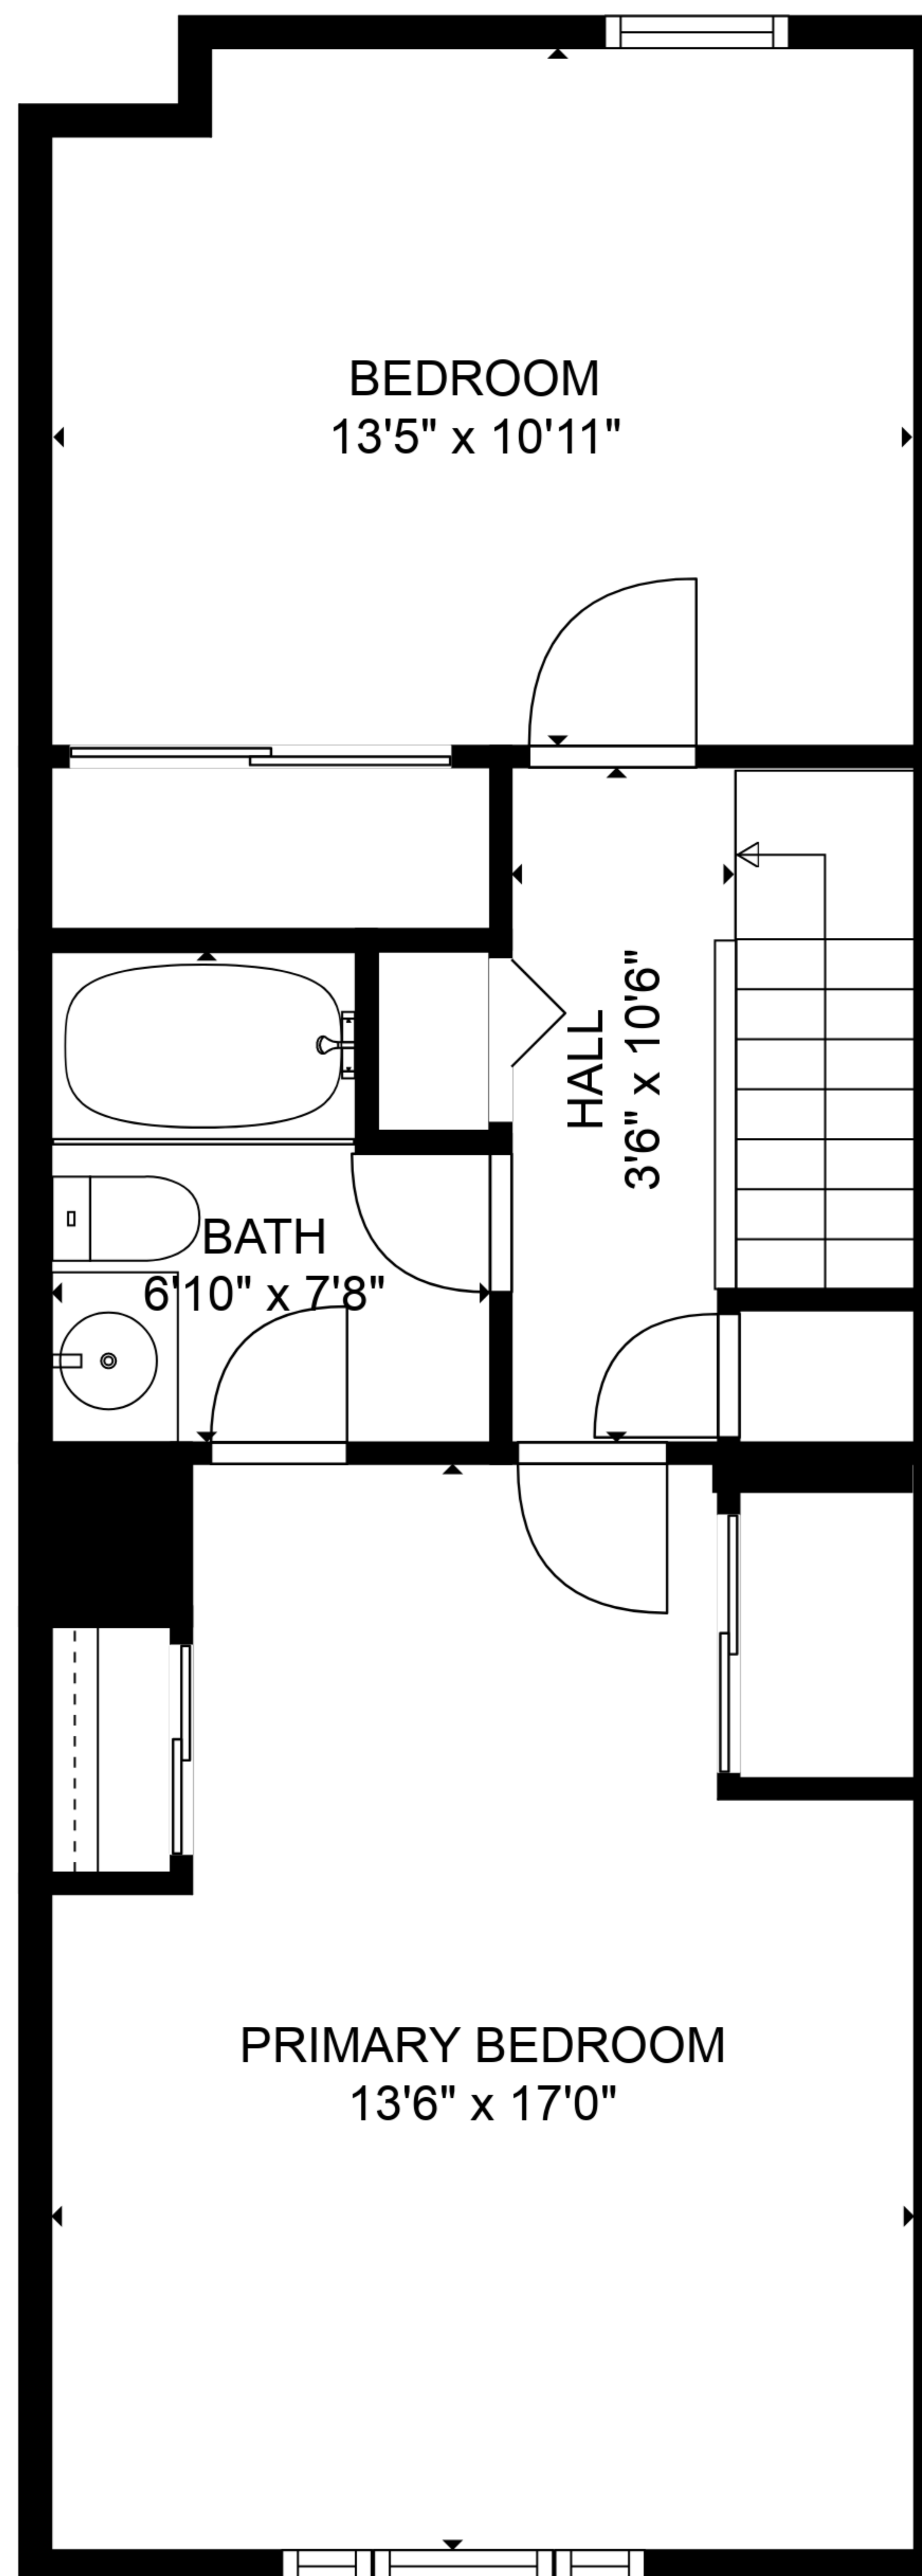 BEDROOM
13'5" x 10'11"
HALL
3'6" x 10'6"
BATH
6'10" x 7'8"
PRIMARY BEDROOM
13'6" x 17'0"